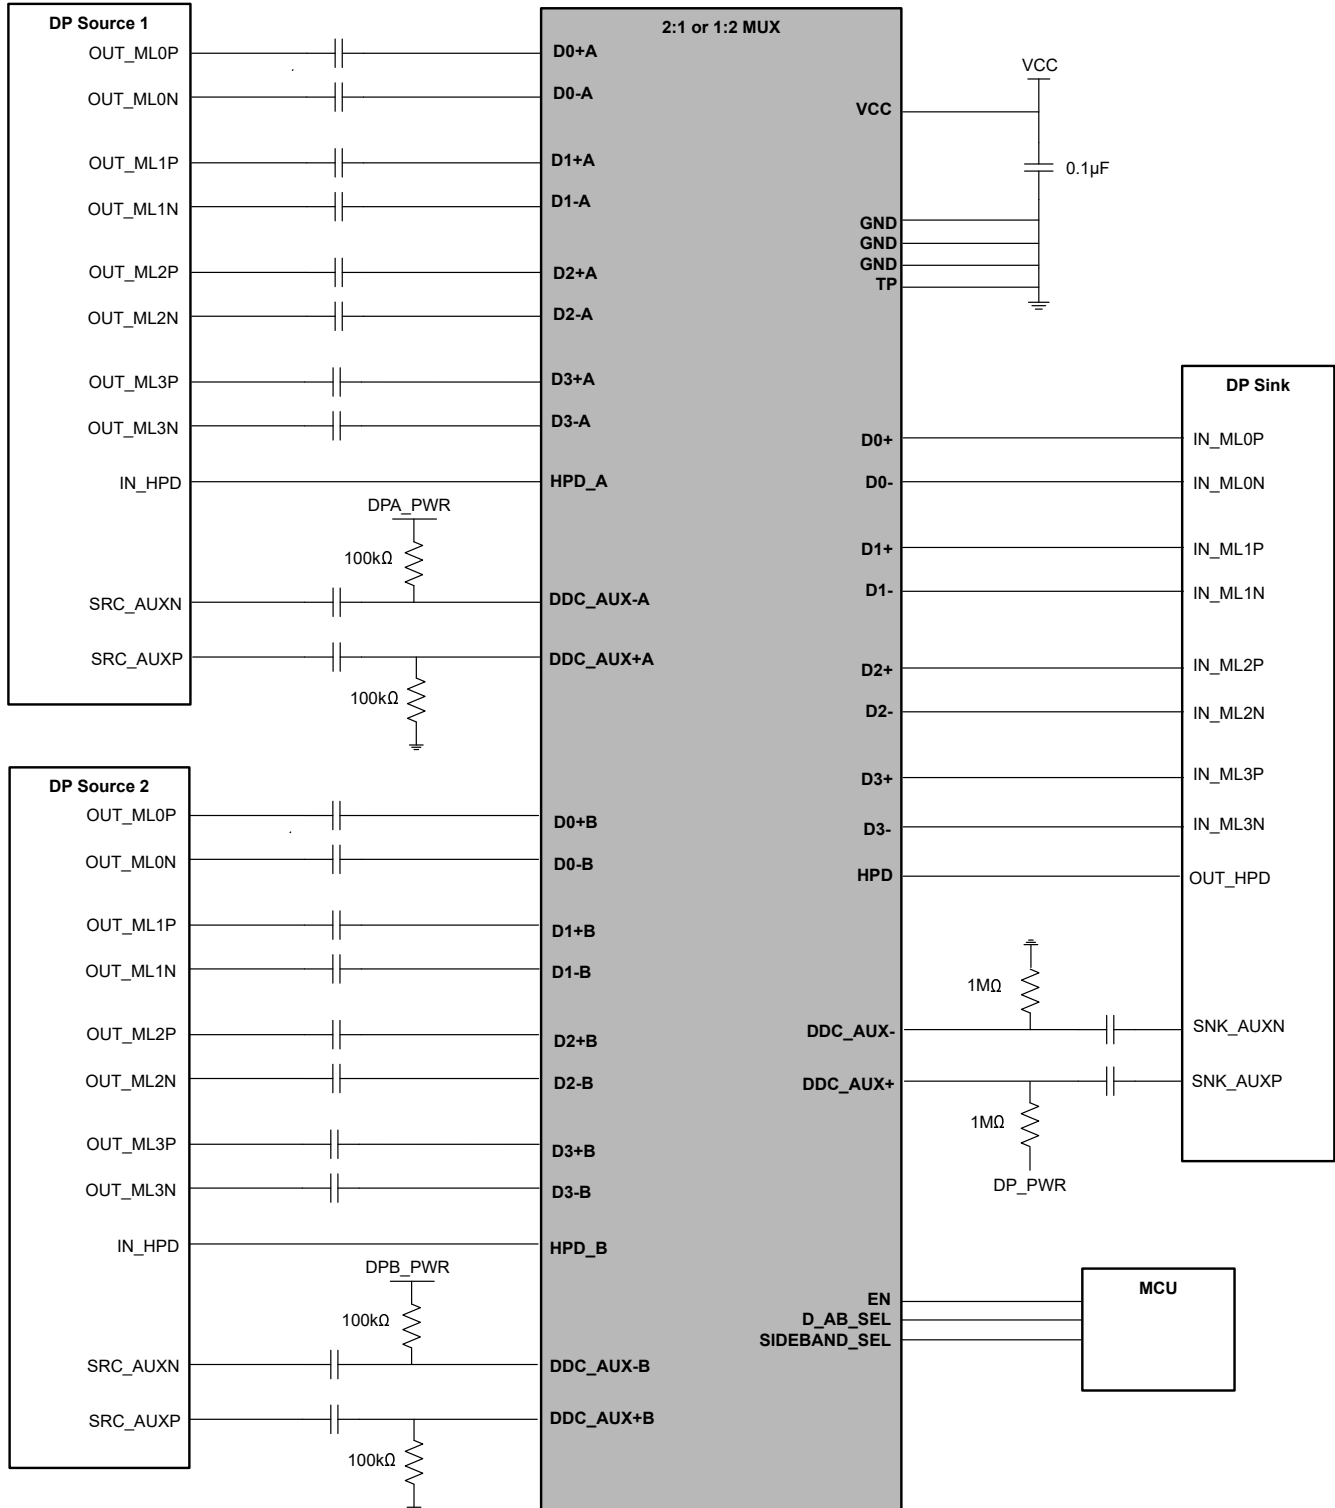 DP Source 1
OUT_ML0P
OUT_ML0N
OUT_ML1P
OUT_ML1N
OUT_ML2P
OUT_ML2N
OUT_ML3P
OUT_ML3N
IN_HPD
SRC_AUXN
SRC_AUXP
DPA_PWR
100kΩ
100kΩ
DP Source 2
OUT_ML0P
OUT_ML0N
OUT_ML1P
OUT_ML1N
OUT_ML2P
OUT_ML2N
OUT_ML3P
OUT_ML3N
IN_HPD
SRC_AUXN
SRC_AUXP
DPB_PWR
100kΩ
100kΩ
2:1 or 1:2 MUX
D0+A
D0-A
D1+A
D1-A
D2+A
D2-A
D3+A
D3-A
HPD_A
DDC_AUX-A
DDC_AUX+A
D0+B
D0-B
D1+B
D1-B
D2+B
D2-B
D3+B
D3-B
HPD_B
DDC_AUX-B
DDC_AUX+B
VCC
GND
GND
GND
TP
D0+
D0-
D1+
D1-
D2+
D2-
D3+
D3-
HPD
DDC_AUX-
DDC_AUX+
EN
D_AB_SEL
SIDEBAND_SEL
VCC
0.1µF
1MΩ
1MΩ
DP_PWR
DP Sink
IN_ML0P
IN_ML0N
IN_ML1P
IN_ML1N
IN_ML2P
IN_ML2N
IN_ML3P
IN_ML3N
OUT_HPD
SNK_AUXN
SNK_AUXP
MCU